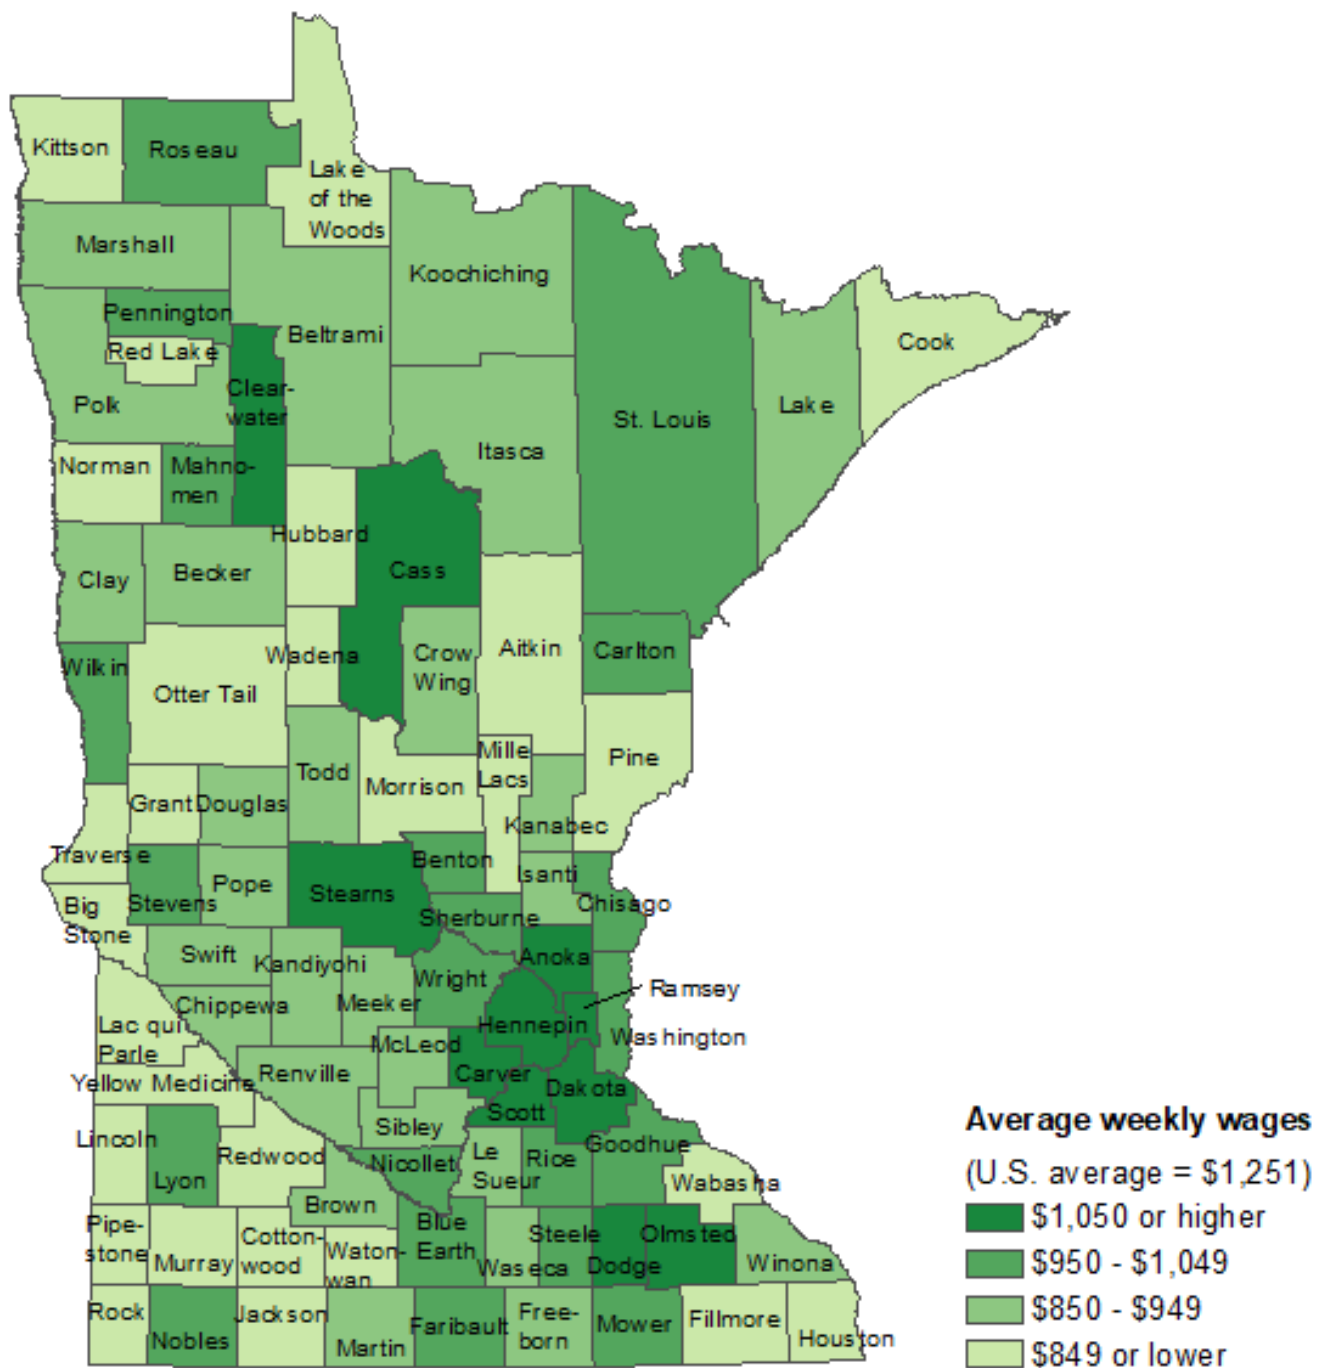 Kittson
Roseau
Lake
of the
Woods
Marshall
Koochiching
Pennington
Beltrami
Red Lake
Cook
Clear-
water
Polk
Lake
St. Louis
Itasca
Norman
Mahno-
men
Hubbard
Cass
Clay
Becker
Wadena
Crow
Wing
Aitkin
Carlton
Wilkin
Otter Tail
Mille
Lacs
Pine
Todd
Morrison
Grant
Douglas
Kanabec
Traverse
Benton
Isanti
Pope
Stearns
Big
Stone
Stevens
Sherburne
Chisago
Swift
Kandiyohi
Anoka
Wright
Ramsey
Chippewa
Meeker
Hennepin
Washington
Lac qui
Parle
McLeod
Yellow Medicine
Renville
Carver
Dakota
Scott
Lincoln
Sibley
Goodhue
Redwood
Nicollet
Le
Sueur
Rice
Lyon
Wabasha
Brown
Pipe-
stone
Murray
Cotton-
wood
Waton-
wan
Blue
Earth
Waseca
Steele
Dodge
Olmsted
Winona
Rock
Nobles
Jackson
Martin
Faribault
Free-
born
Mower
Fillmore
Houston
Average weekly wages
(U.S. average = $1,251)
$1,050 or higher
$950 - $1,049
$850 - $949
$849 or lower